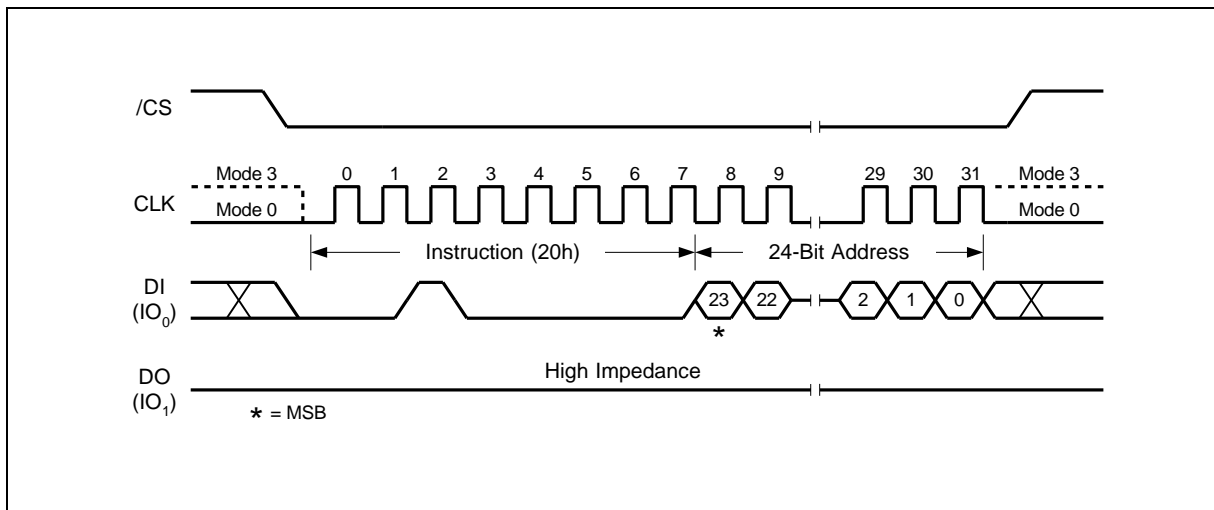 /CS
Mode 3 0 1 2 3 4 5 6 7 8 9 29 30 31 Mode 3
CLK
Mode 0 Mode 0
Instruction (20h) 24-Bit Address
DI
(IO₀)
23 22 2 1 0
*
High Impedance
DO
(IO₁)
* = MSB